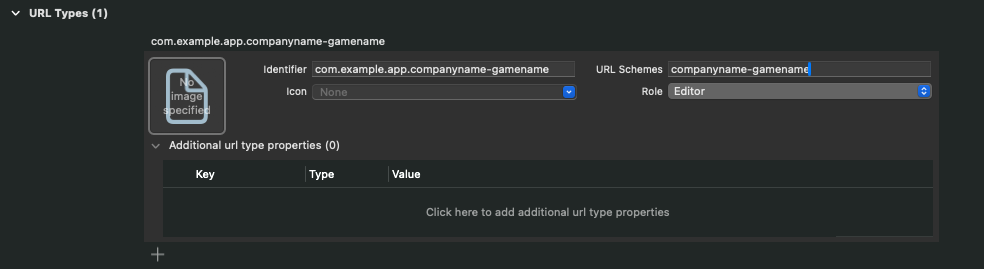 URL Types (1)
com.example.app.companyname-gamename
No
image
specified
Identifier com.example.app.companyname-gamename URL Schemes companyname-gamename
Icon None Role Editor
Additional url type properties (0)
Key Type Value
Click here to add additional url type properties